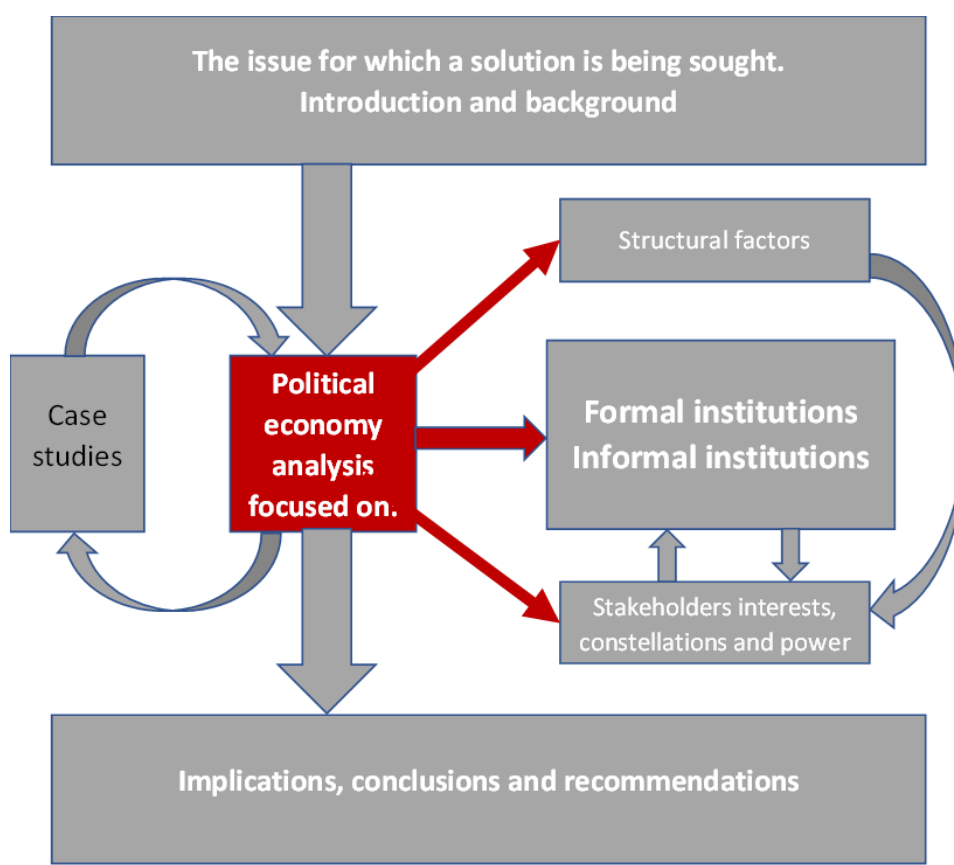 The issue for which a solution is being sought.
Introduction and background
Structural factors
Case
studies
Political
economy
analysis
focused on.
Formal institutions
Informal institutions
Stakeholders interests,
constellations and power
Implications, conclusions and recommendations